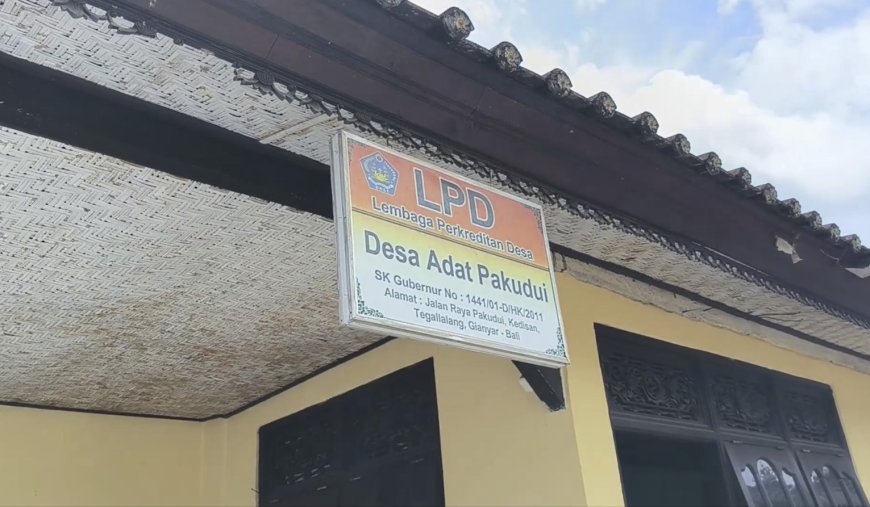 LPD
Lembaga Perkreditan Desa
Desa Adat Pakudui
SK Gubernur No : 1441/01-D/HK/2011
Alamat : Jalan Raya Pakudui, Kedisan,
Tegallalang, Gianyar - Bali